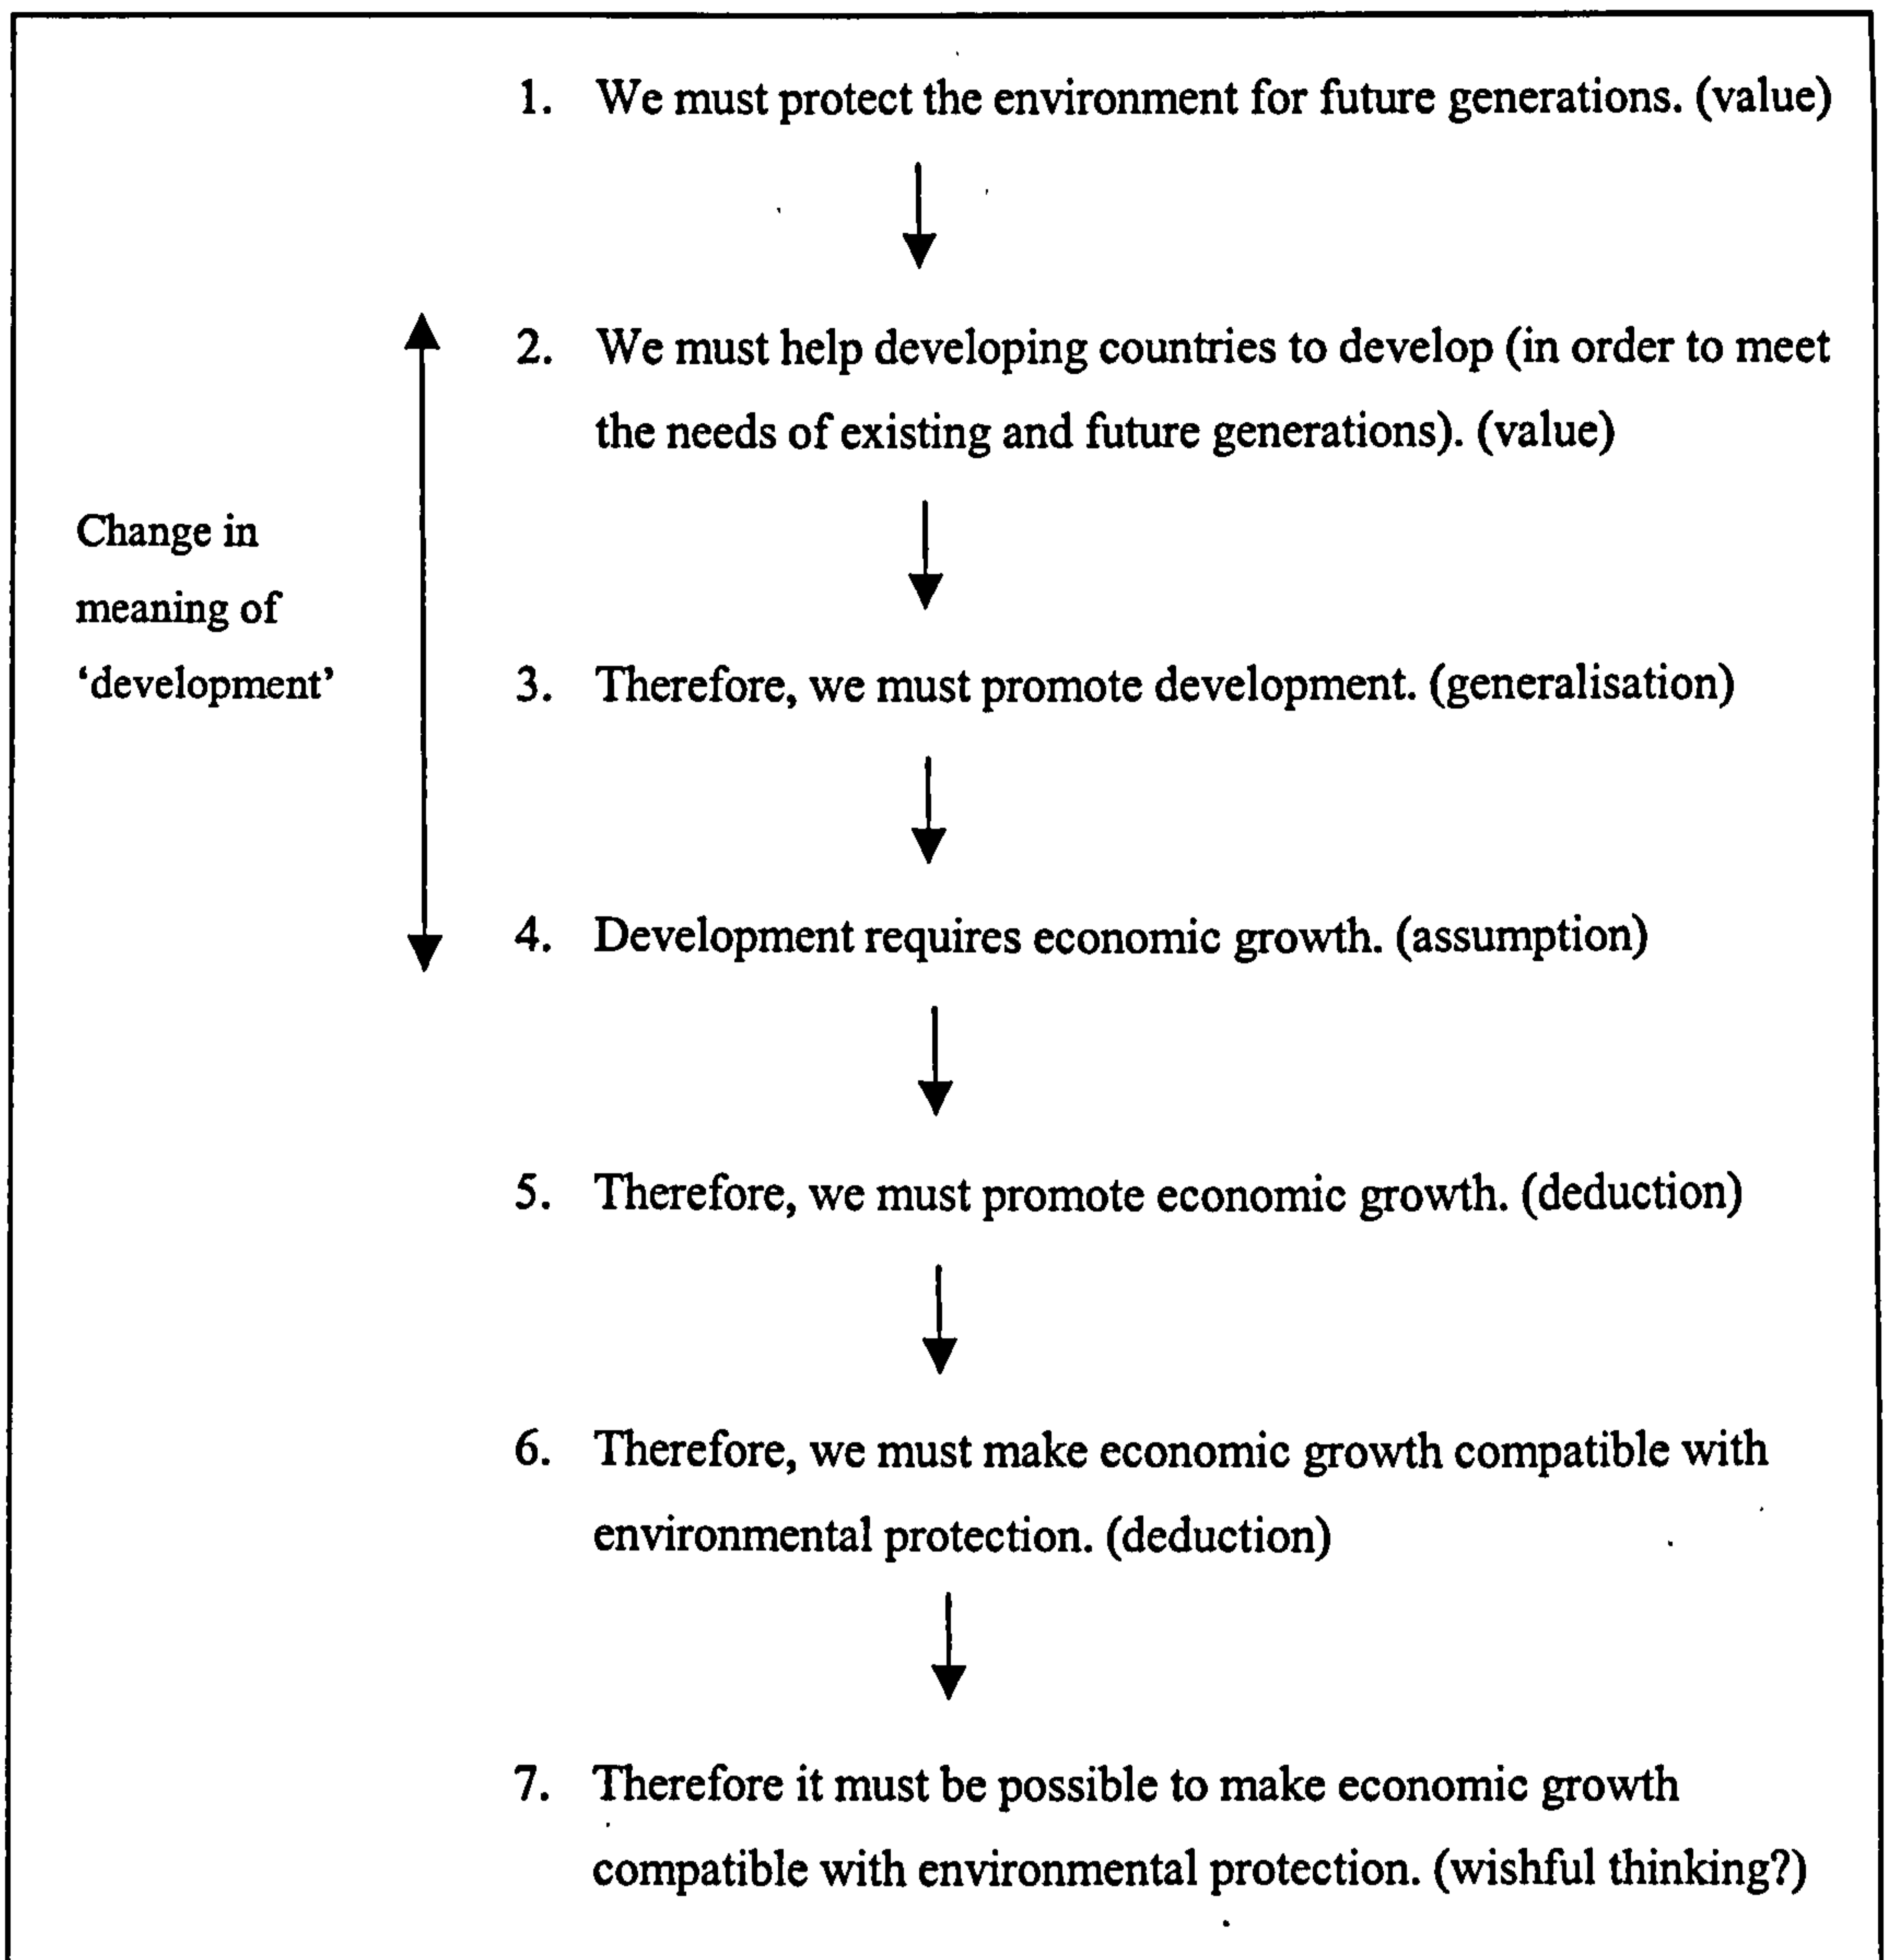 1. We must protect the environment for future generations. (value)
2. We must help developing countries to develop (in order to meet
the needs of existing and future generations). (value)
Change in
meaning of
‘development’
3. Therefore, we must promote development. (generalisation)
4. Development requires economic growth. (assumption)
5. Therefore, we must promote economic growth. (deduction)
6. Therefore, we must make economic growth compatible with
environmental protection. (deduction)
7. Therefore it must be possible to make economic growth
compatible with environmental protection. (wishful thinking?)